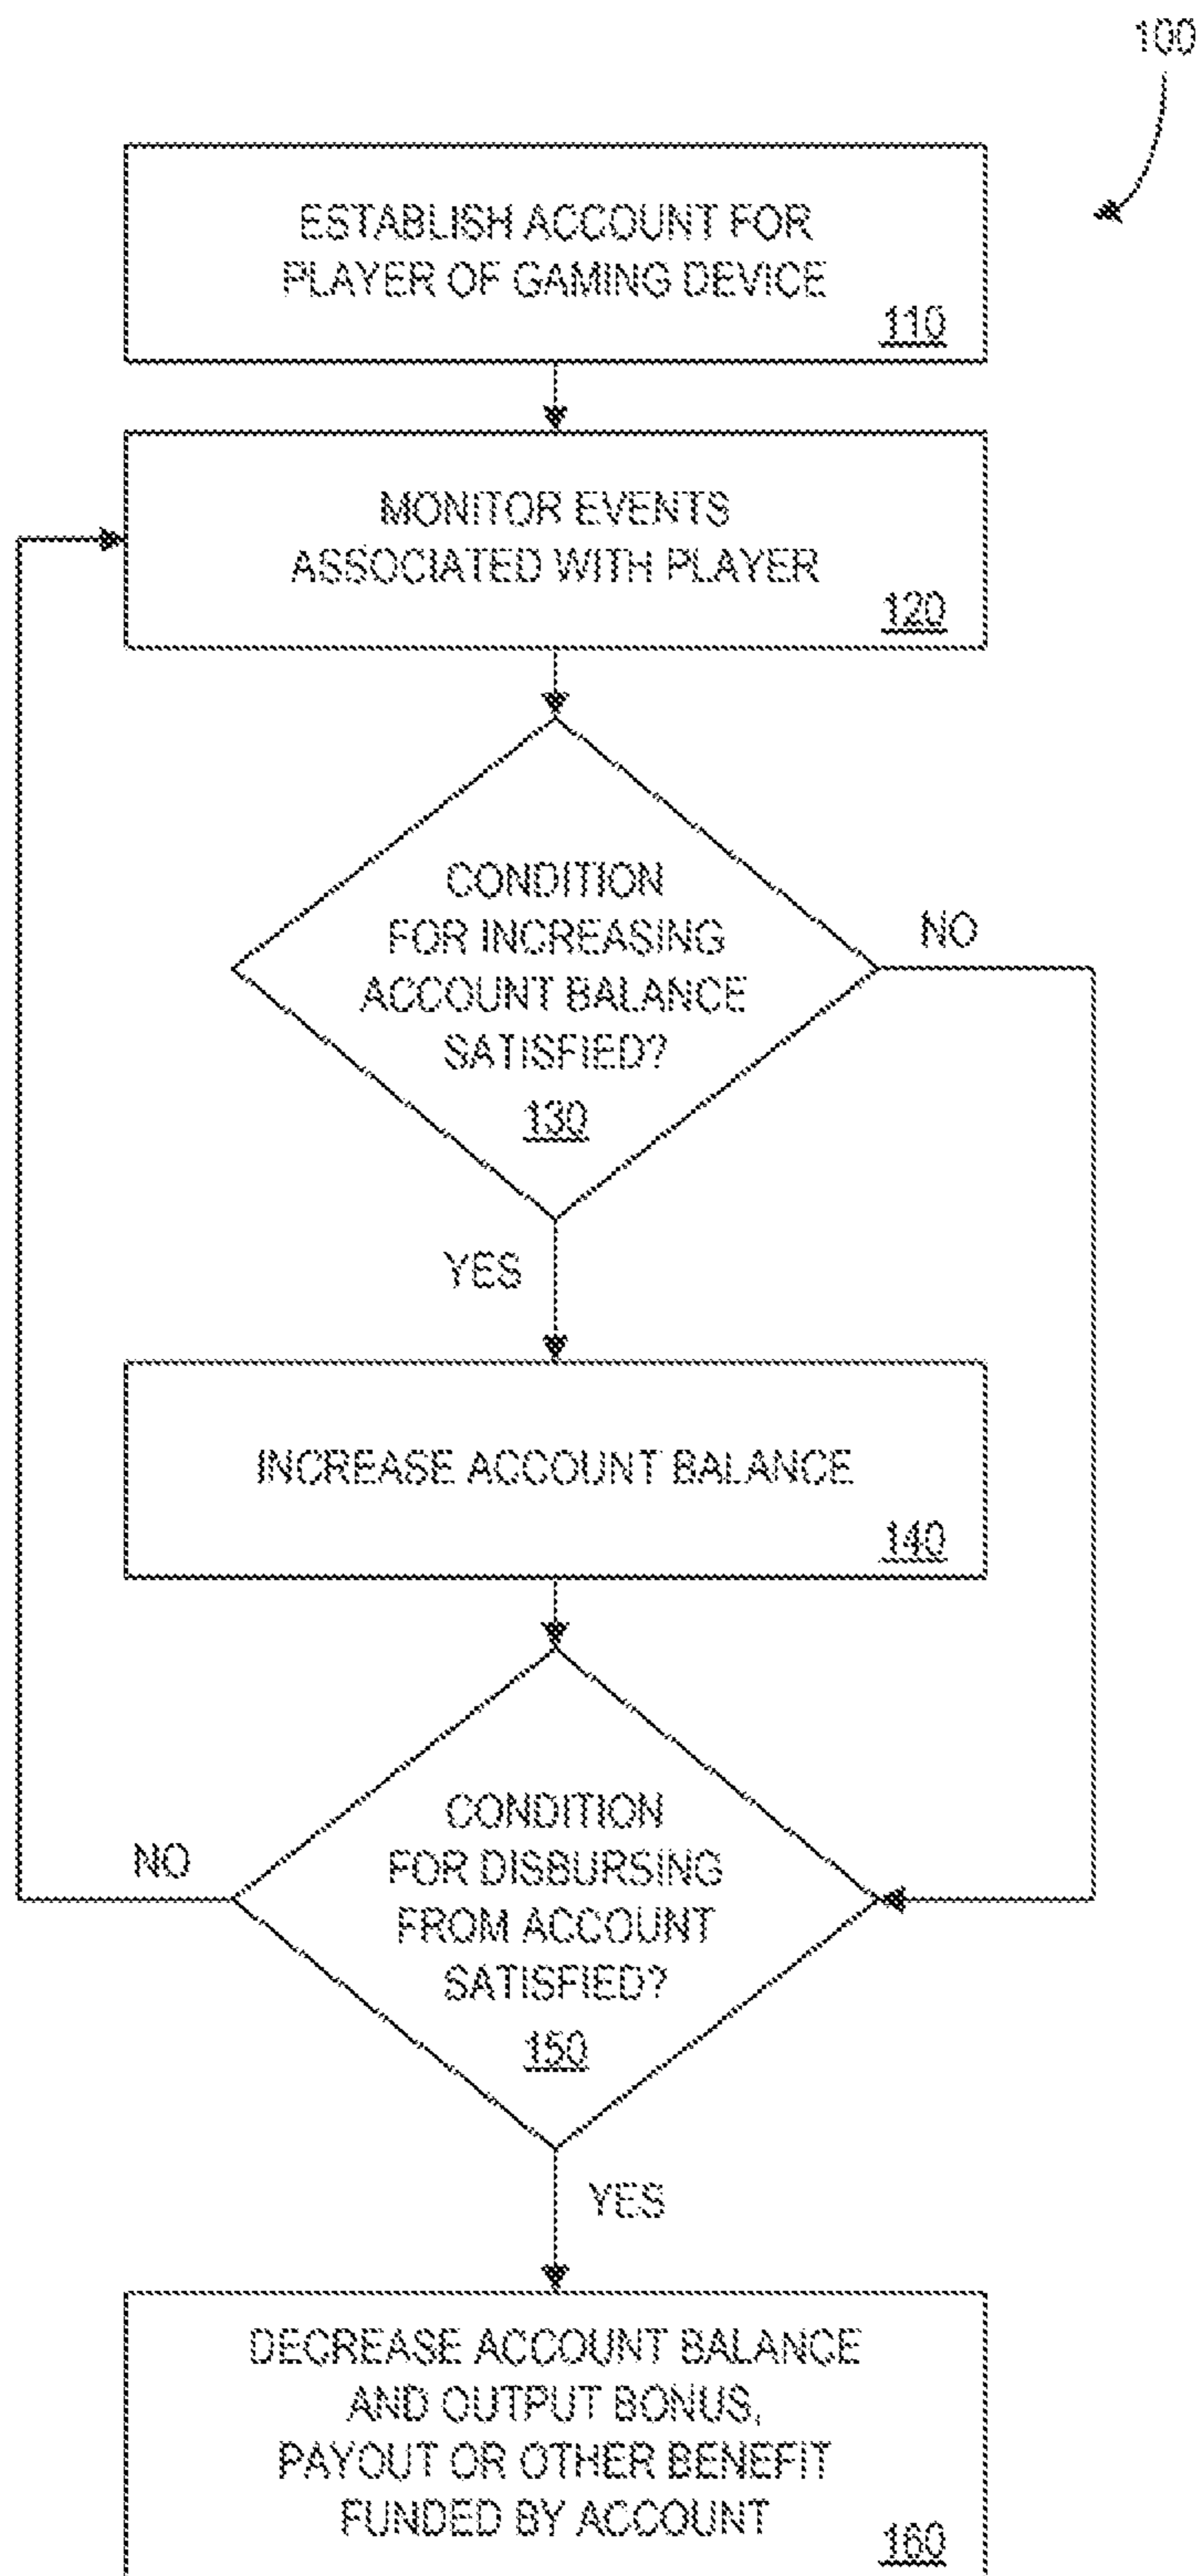 100
ESTABLISH ACCOUNT FOR
PLAYER OF GAMING DEVICE
110
MONITOR EVENTS
ASSOCIATED WITH PLAYER
120
CONDITION
FOR INCREASING
ACCOUNT BALANCE
SATISFIED?
130
NO
YES
INCREASE ACCOUNT BALANCE
140
CONDITION
FOR DISBURSING
FROM ACCOUNT
SATISFIED?
150
NO
YES
DECREASE ACCOUNT BALANCE
AND OUTPUT BONUS,
PAYOUT OR OTHER BENEFIT
FUNDED BY ACCOUNT
160